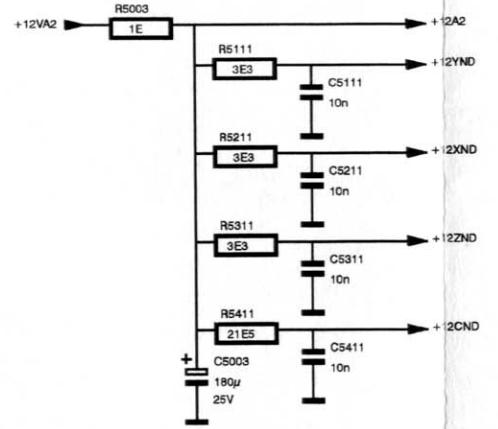 R5003
+12VA2
1E
+12A2
R5111
3E3
+12YND
C5111
10n
R5211
3E3
+12XND
C5211
10n
R5311
3E3
+12ZND
C5311
10n
R5411
21E5
+12CND
C5411
10n
+
C5003
180µ
25V